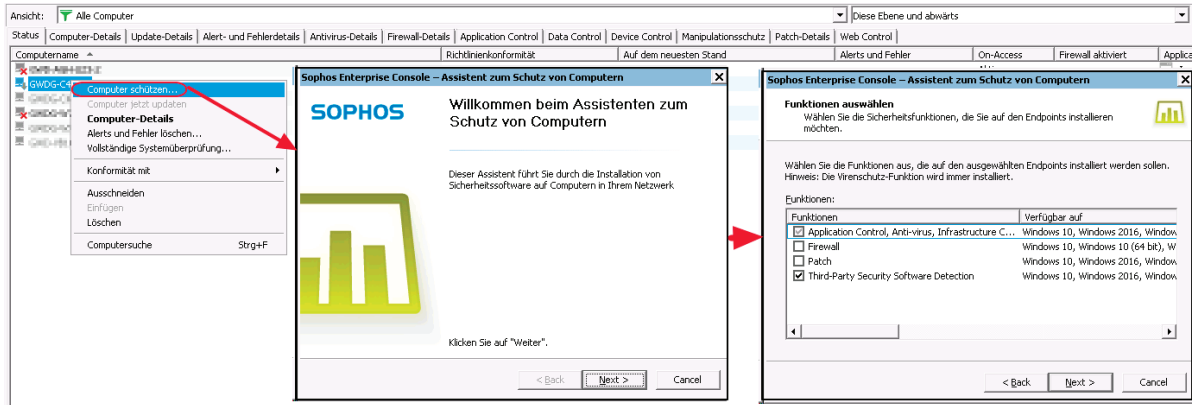 Ansicht: Alle Computer Diese Ebene und abwärts
Status Computer-Details Update-Details Alert- und Fehlerdetails Antivirus-Details Firewall-Details Application Control Data Control Device Control Manipulationsschutz Patch-Details Web Control
Computername Richtlinienkonformität Auf dem neuesten Stand Alerts und Fehler On-Access Firewall aktiviert Applica
GWDG-C4
Computer schützen...
Computer jetzt updaten
Computer-Details
Alerts und Fehler löschen...
Vollständige Systemüberprüfung...
Konformität mit
Ausschneiden
Einfügen
Löschen
Computersuche Strg+F
Sophos Enterprise Console – Assistent zum Schutz von Computern
SOPHOS
Willkommen beim Assistenten zum
Schutz von Computern
Dieser Assistent führt Sie durch die Installation von
Sicherheitssoftware auf Computern in Ihrem Netzwerk
Klicken Sie auf "Weiter".
< Back Next > Cancel
Sophos Enterprise Console – Assistent zum Schutz von Computern
Funktionen auswählen
Wählen Sie die Sicherheitsfunktionen, die Sie auf den Endpoints installieren
möchten.
Wählen Sie die Funktionen aus, die auf den ausgewählten Endpoints installiert werden sollen.
Hinweis: Die Virenschutz-Funktion wird immer installiert.
Funktionen:
Funktionen Verfügbar auf
Application Control, Anti-virus, Infrastructure C... Windows 10, Windows 2016, Window
Firewall Windows 10, Windows 10 (64 bit), W
Patch Windows 10, Windows 2016, Window
Third-Party Security Software Detection Windows 10, Windows 2016, Window
< Back Next > Cancel